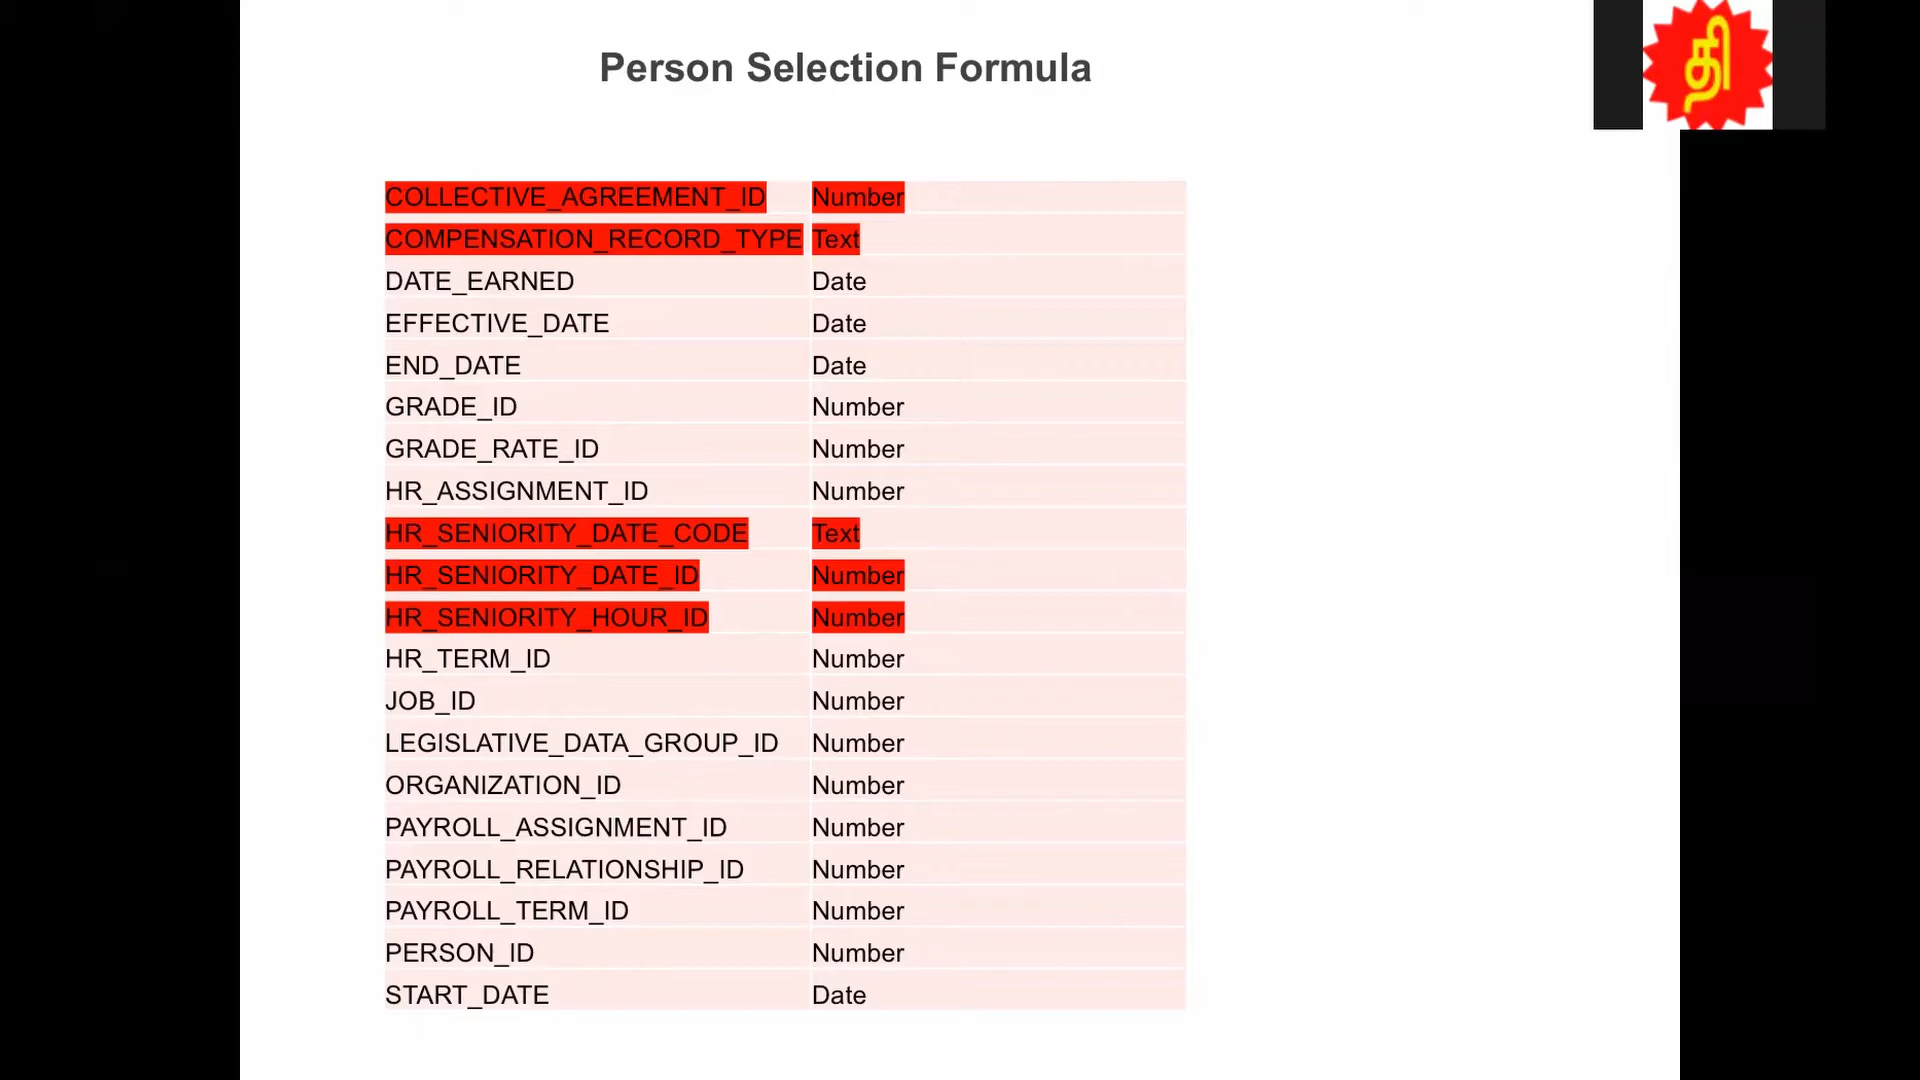 Person Selection Formula
தி
COLLECTIVE_AGREEMENT_ID Number
COMPENSATION_RECORD_TYPE Text
DATE_EARNED Date
EFFECTIVE_DATE Date
END_DATE Date
GRADE_ID Number
GRADE_RATE_ID Number
HR_ASSIGNMENT_ID Number
HR_SENIORITY_DATE_CODE Text
HR_SENIORITY_DATE_ID Number
HR_SENIORITY_HOUR_ID Number
HR_TERM_ID Number
JOB_ID Number
LEGISLATIVE_DATA_GROUP_ID Number
ORGANIZATION_ID Number
PAYROLL_ASSIGNMENT_ID Number
PAYROLL_RELATIONSHIP_ID Number
PAYROLL_TERM_ID Number
PERSON_ID Number
START_DATE Date